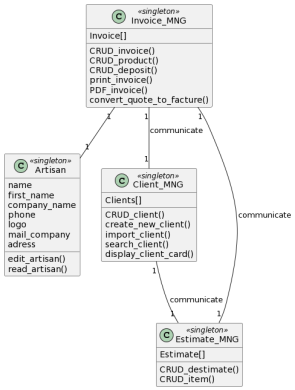 C «singleton»
Invoice_MNG
Invoice[]
CRUD_invoice()
CRUD_product()
CRUD_deposit()
print_invoice()
PDF_invoice()
convert_quote_to_facture()
1
1
1
communicate
1
1
C «singleton»
Artisan
name
first_name
company_name
phone
logo
mail_company
adress
edit_artisan()
read_artisan()
C «singleton»
Client_MNG
Clients[]
CRUD_client()
create_new_client()
import_client()
search_client()
display_client_card()
communicate
1
communicate
1
1
C «singleton»
Estimate_MNG
Estimate[]
CRUD_destimate()
CRUD_item()